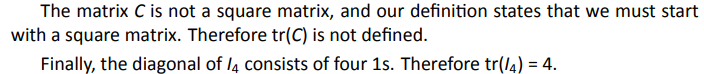 The matrix C is not a square matrix, and our definition states that we must start
with a square matrix. Therefore tr(C) is not defined.
Finally, the diagonal of I₄ consists of four 1s. Therefore tr(I₄) = 4.